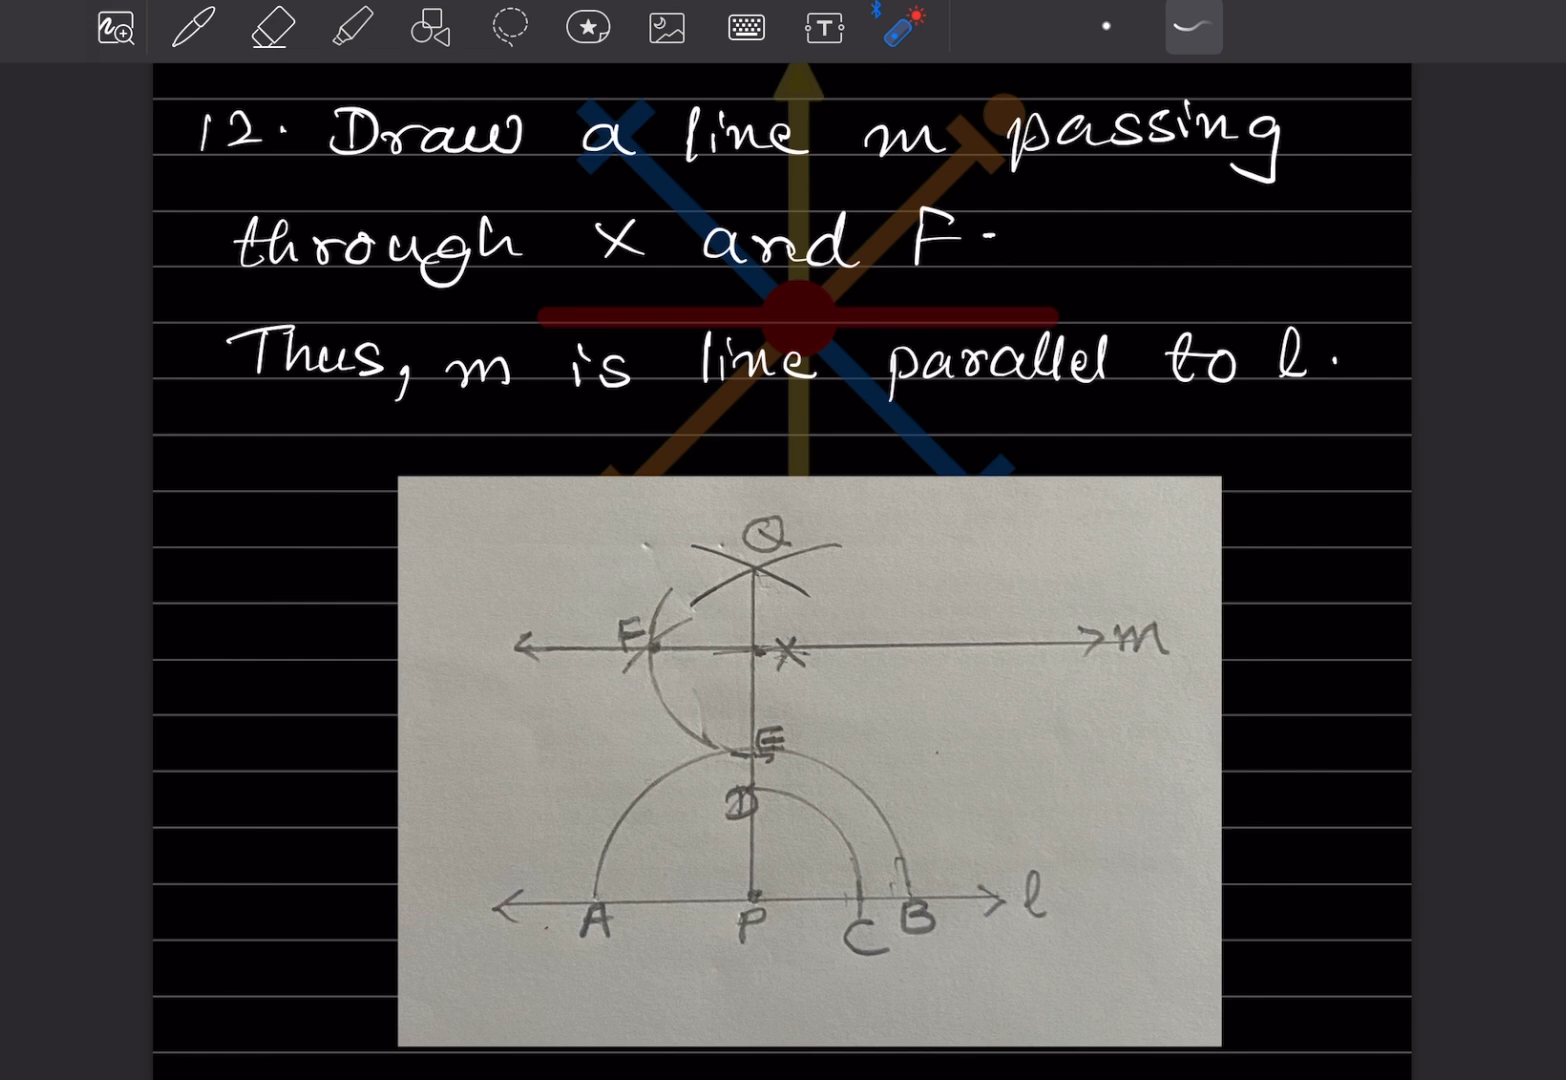 12. Draw a line m passing
through X and F.
Thus, m is line parallel to l.
Q
F
X
m
E
D
A
P
C
B
l